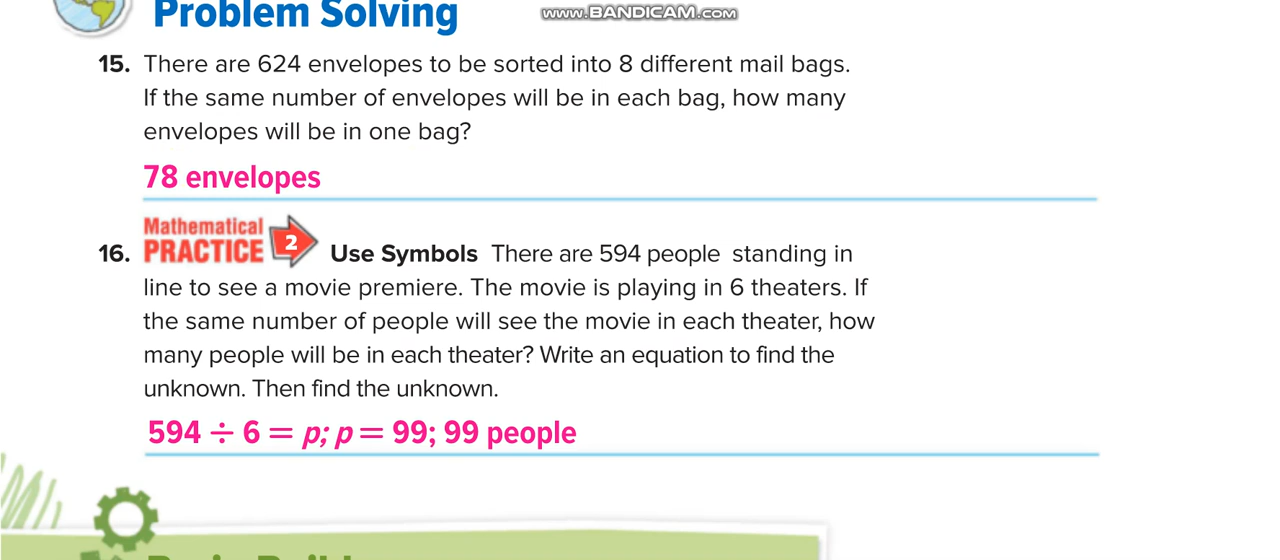 Problem Solving
www.BANDICAM.com
15. There are 624 envelopes to be sorted into 8 different mail bags.
If the same number of envelopes will be in each bag, how many
envelopes will be in one bag?
78 envelopes
Mathematical
16. PRACTICE 2 Use Symbols There are 594 people standing in
line to see a movie premiere. The movie is playing in 6 theaters. If
the same number of people will see the movie in each theater, how
many people will be in each theater? Write an equation to find the
unknown. Then find the unknown.
594 ÷ 6 = p; p = 99; 99 people